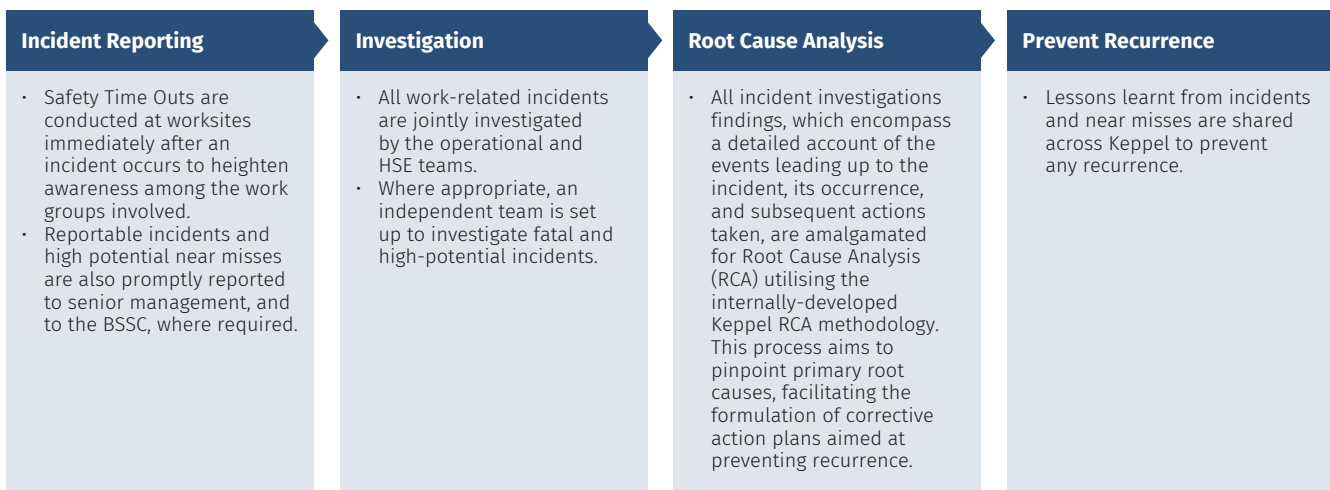 Incident Reporting
• Safety Time Outs are
conducted at worksites
immediately after an
incident occurs to heighten
awareness among the work
groups involved.
• Reportable incidents and
high potential near misses
are also promptly reported
to senior management, and
to the BSSC, where required.
Investigation
• All work-related incidents
are jointly investigated
by the operational and
HSE teams.
• Where appropriate, an
independent team is set
up to investigate fatal and
high-potential incidents.
Root Cause Analysis
• All incident investigations
findings, which encompass
a detailed account of the
events leading up to the
incident, its occurrence,
and subsequent actions
taken, are amalgamated
for Root Cause Analysis
(RCA) utilising the
internally-developed
Keppel RCA methodology.
This process aims to
pinpoint primary root
causes, facilitating the
formulation of corrective
action plans aimed at
preventing recurrence.
Prevent Recurrence
• Lessons learnt from incidents
and near misses are shared
across Keppel to prevent
any recurrence.